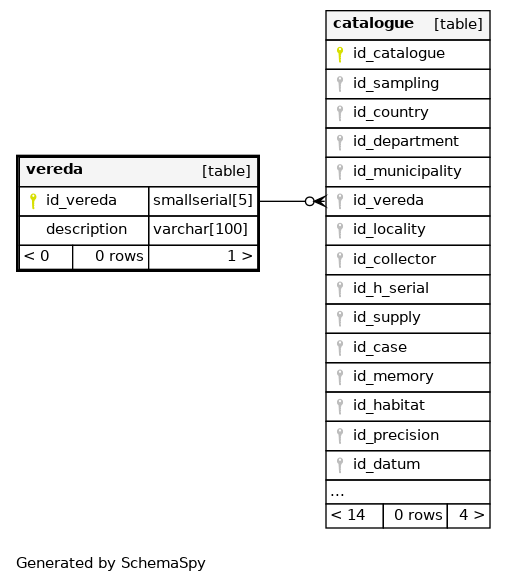 vereda [table]
id_vereda smallserial[5]
description varchar[100]
< 0 0 rows 1 >
catalogue [table]
id_catalogue
id_sampling
id_country
id_department
id_municipality
id_vereda
id_locality
id_collector
id_h_serial
id_supply
id_case
id_memory
id_habitat
id_precision
id_datum
...
< 14 0 rows 4 >
Generated by SchemaSpy